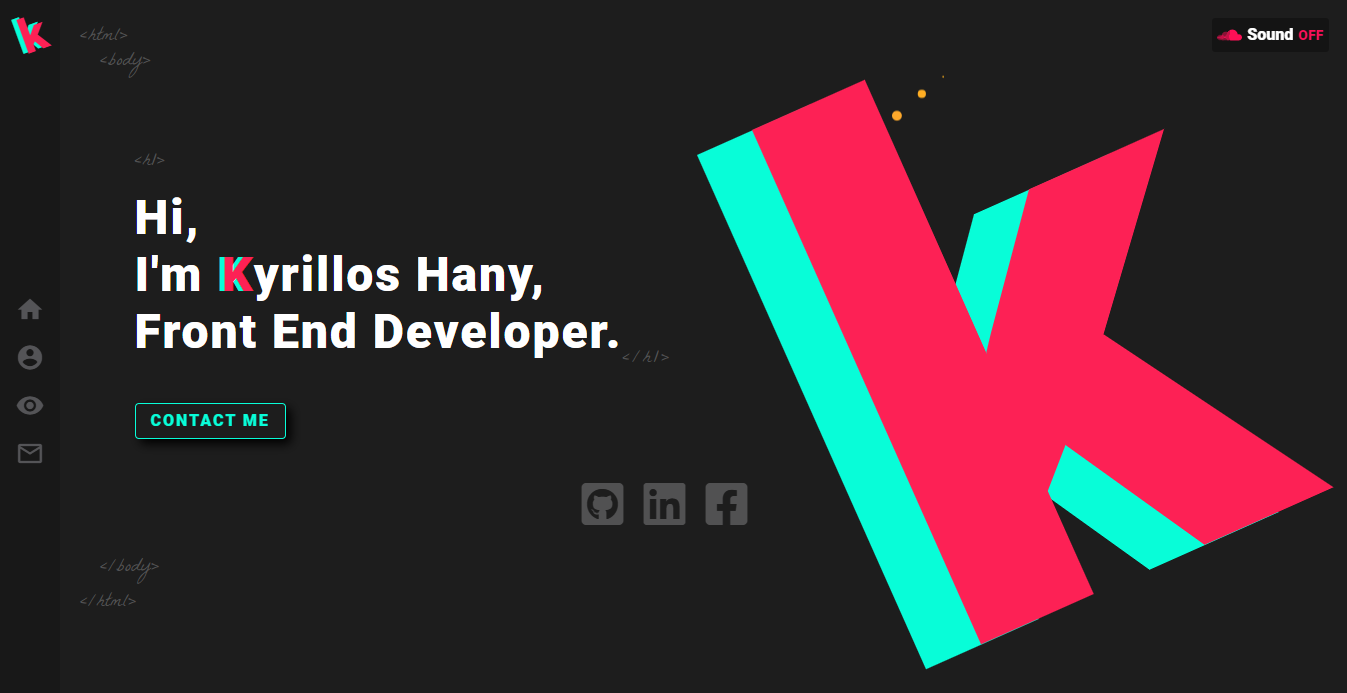 <html>
Sound OFF
<body>
<h1>
Hi,
I'm Kyrillos Hany,
Front End Developer.
</h1>
CONTACT ME
</body>
</html>